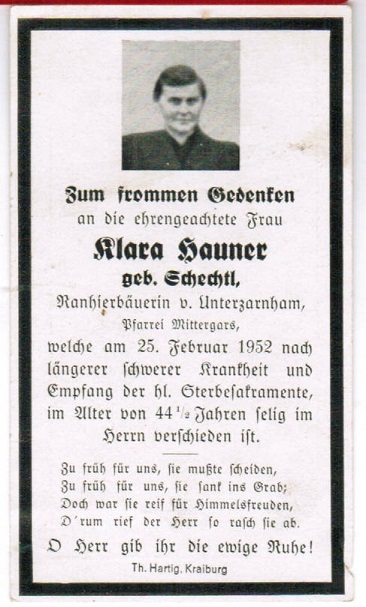 Zum frommen Gedenken
an die ehrengeachtete Frau
Klara Hauner
geb. Schechtl,
Ranhierbäuerin v. Unterzarnham,
Pfarrei Mittergars,
welche am 25. Februar 1952 nach
längerer schwerer Krankheit und
Empfang der hl. Sterbesakramente,
im Alter von 44 1/2 Jahren selig im
Herrn verschieden ist.
Zu früh für uns, sie mußte scheiden,
Zu früh für uns, sie sank ins Grab;
Doch war sie reif für Himmelsfreuden,
D'rum rief der Herr so rasch sie ab.
O Herr gib ihr die ewige Ruhe!
Th. Hartig, Kraiburg